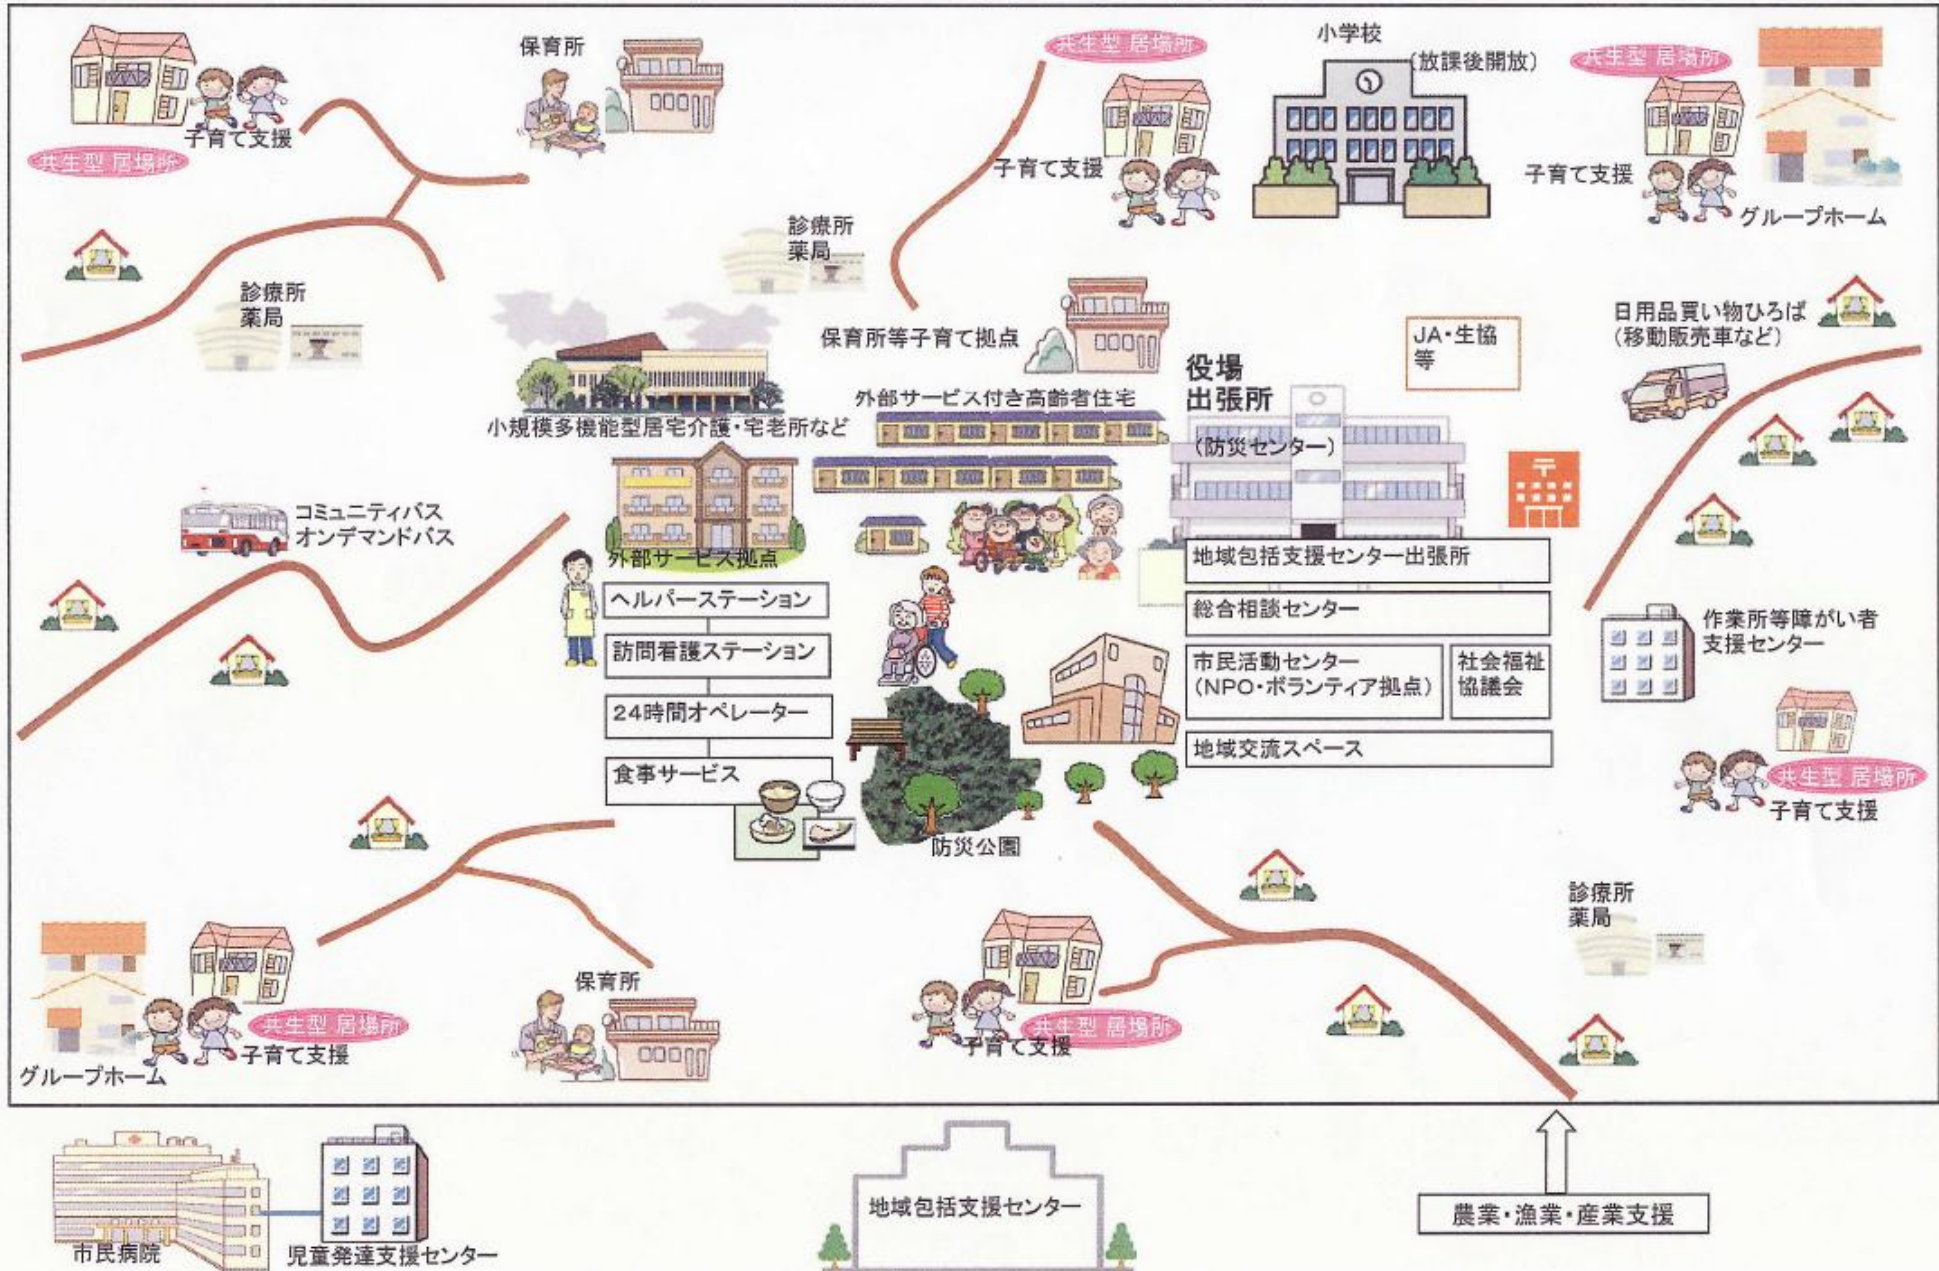 保育所
共生型 居場所
小学校
(放課後開放)
共生型 居場所
子育て支援
共生型 居場所
子育て支援
子育て支援
グループホーム
診療所
薬局
診療所
薬局
日用品買い物ひろば
(移動販売車など)
保育所等子育て拠点
JA・生協
等
役場
出張所
(防災センター)
外部サービス付き高齢者住宅
小規模多機能型居宅介護・宅老所など
〒
コミュニティバス
オンデマンドバス
外部サービス拠点
ヘルパーステーション
訪問看護ステーション
24時間オペレーター
食事サービス
地域包括支援センター出張所
総合相談センター
市民活動センター
(NPO・ボランティア拠点)
社会福祉
協議会
地域交流スペース
作業所等障がい者
支援センター
共生型 居場所
子育て支援
防災公園
診療所
薬局
保育所
共生型 居場所
子育て支援
グループホーム
共生型 居場所
子育て支援
市民病院
児童発達支援センター
地域包括支援センター
農業・漁業・産業支援